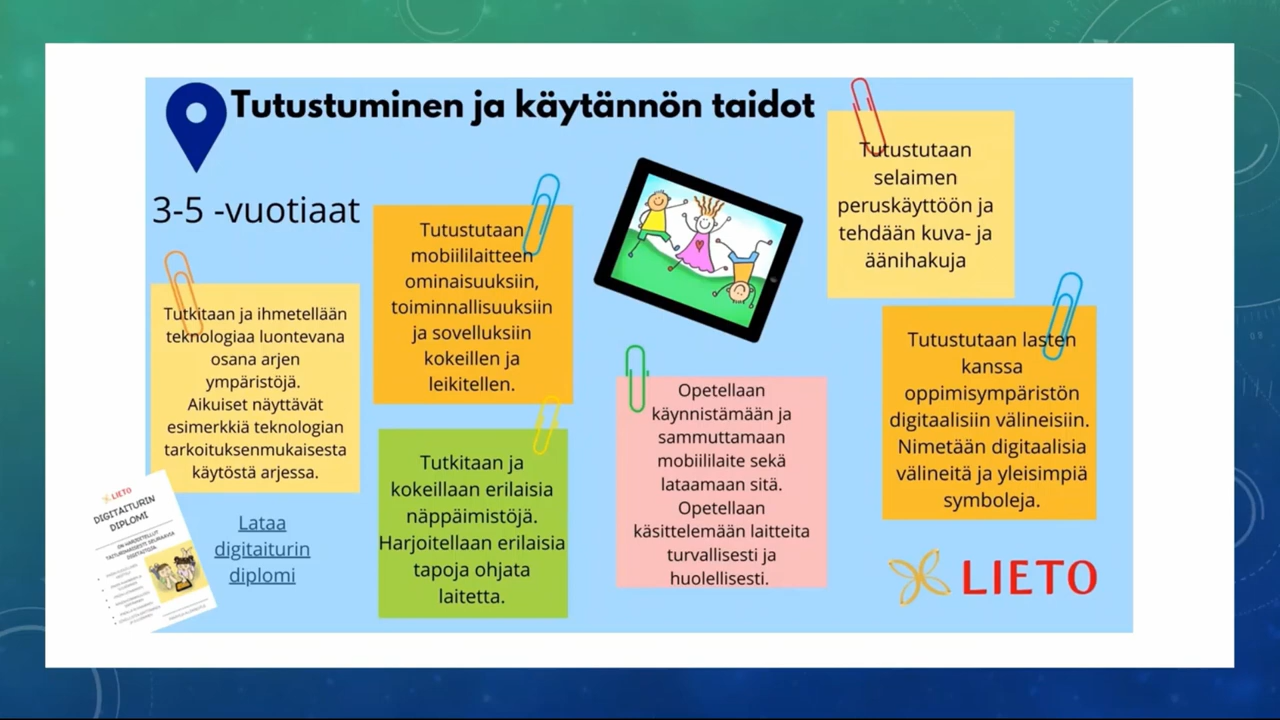 Tutustuminen ja käytännön taidot
3-5 -vuotiaat
Tutkitaan ja ihmetellään
teknologiaa luontevana
osana arjen
ympäristöjä.
Aikuiset näyttävät
esimerkkiä teknologian
tarkoituksenmukaisesta
käytöstä arjessa.
Tutustutaan
mobiililaitteen
ominaisuuksiin,
toiminnallisuuksiin
ja sovelluksiin
kokeillen ja
leikitellen.
Tutkitaan ja
kokeillaan erilaisia
näppäimistöjä.
Harjoitellaan erilaisia
tapoja ohjata
laitetta.
Opetellaan
käynnistämään ja
sammuttamaan
mobiililaite sekä
lataamaan sitä.
Opetellaan
käsittelemään laitteita
turvallisesti ja
huolellisesti.
Tutustutaan
selaimen
peruskäyttöön ja
tehdään kuva- ja
äänihakuja
Tutustutaan lasten
kanssa
oppimisympäristön
digitaalisiin välineisiin.
Nimetään digitaalisia
välineitä ja yleisimpiä
symboleja.
LIETO
DIGITAITURIN
DIPLOMI
Lataa
digitaiturin
diplomi
LIETO